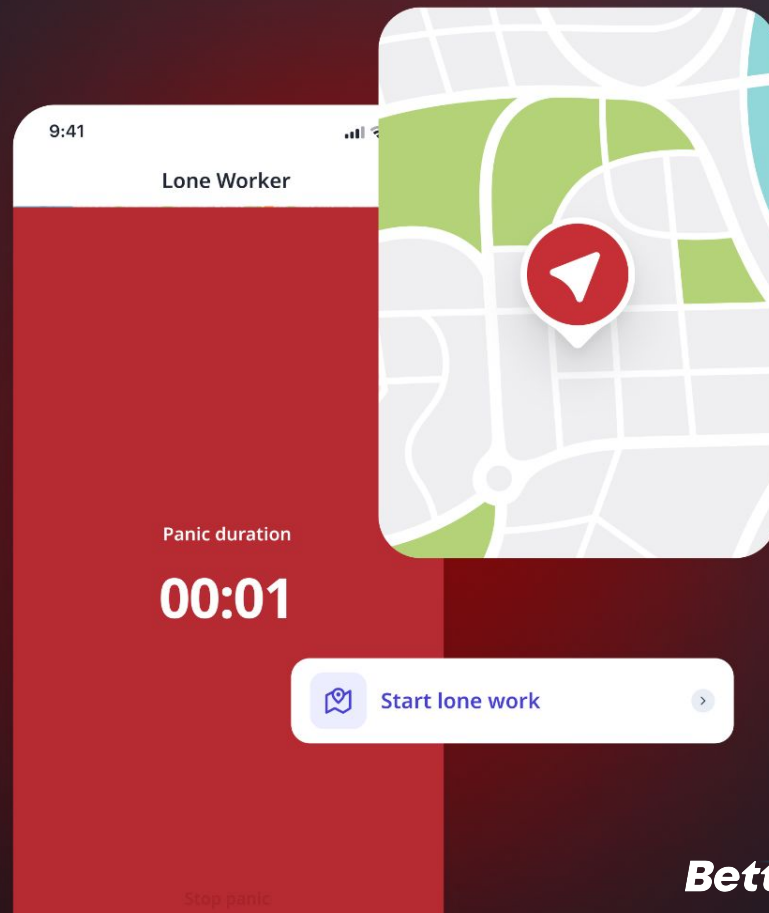 9:41
Lone Worker
Panic duration
00:01
Start lone work
Stop panic